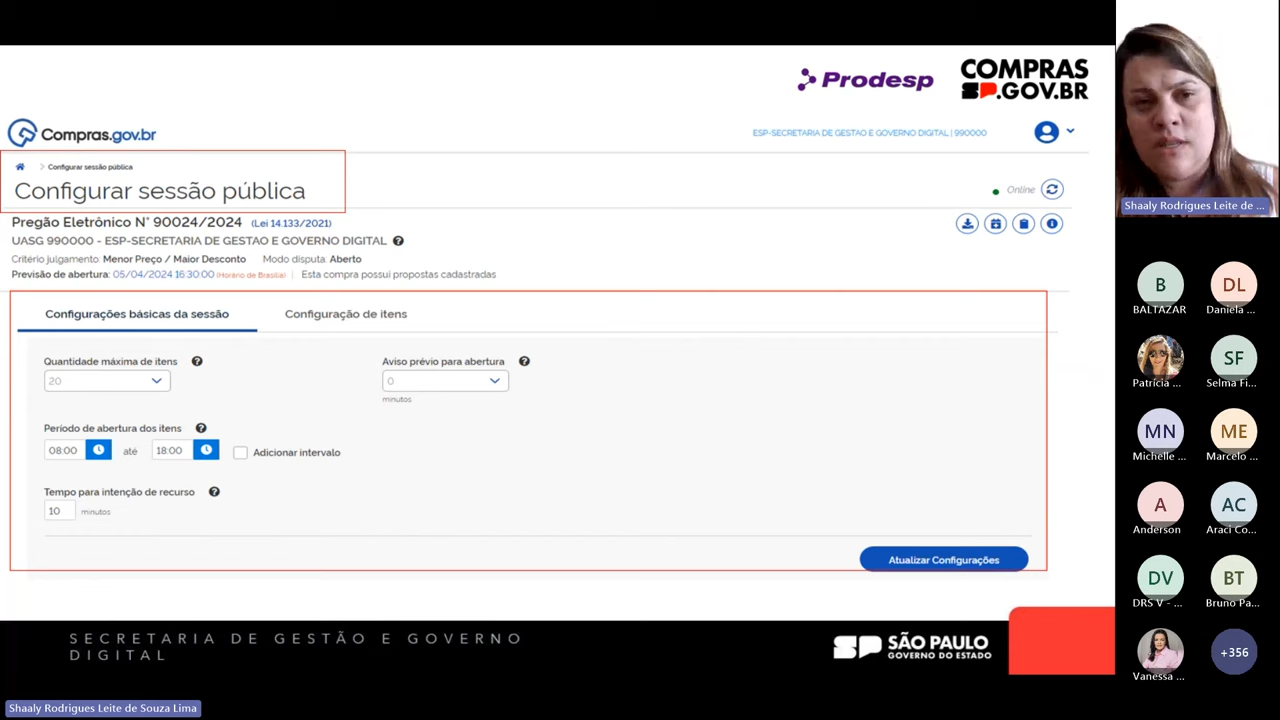 Prodesp
COMPRAS
SP.GOV.BR
Compras.gov.br
ESP-SECRETARIA DE GESTAO E GOVERNO DIGITAL | 990000
Configurar sessão pública
Configurar sessão pública
Online
Pregão Eletrônico N° 90024/2024 (Lei 14.133/2021)
UASG 990000 - ESP-SECRETARIA DE GESTAO E GOVERNO DIGITAL
Critério julgamento: Menor Preço / Maior Desconto Modo disputa: Aberto
Previsão de abertura: 05/04/2024 16:30:00 (Horário de Brasília) | Esta compra possui propostas cadastradas
Configurações básicas da sessão Configuração de itens
Quantidade máxima de itens Aviso prévio para abertura
20 0
minutos
Período de abertura dos itens
08:00 até 18:00 Adicionar intervalo
Tempo para intenção de recurso
10 minutos
Atualizar Configurações
SECRETARIA DE GESTÃO E GOVERNO
DIGITAL
SP SÃO PAULO
GOVERNO DO ESTADO
Shaaly Rodrigues Leite de Souza Lima
Shaaly Rodrigues Leite de ...
B DL
BALTAZAR Daniela ...
SF
Patrícia ... Selma Fi...
MN ME
Michelle ... Marcelo ...
A AC
Anderson Araci Co...
DV BT
DRS V - ... Bruno Pa...
+356
Vanessa ...